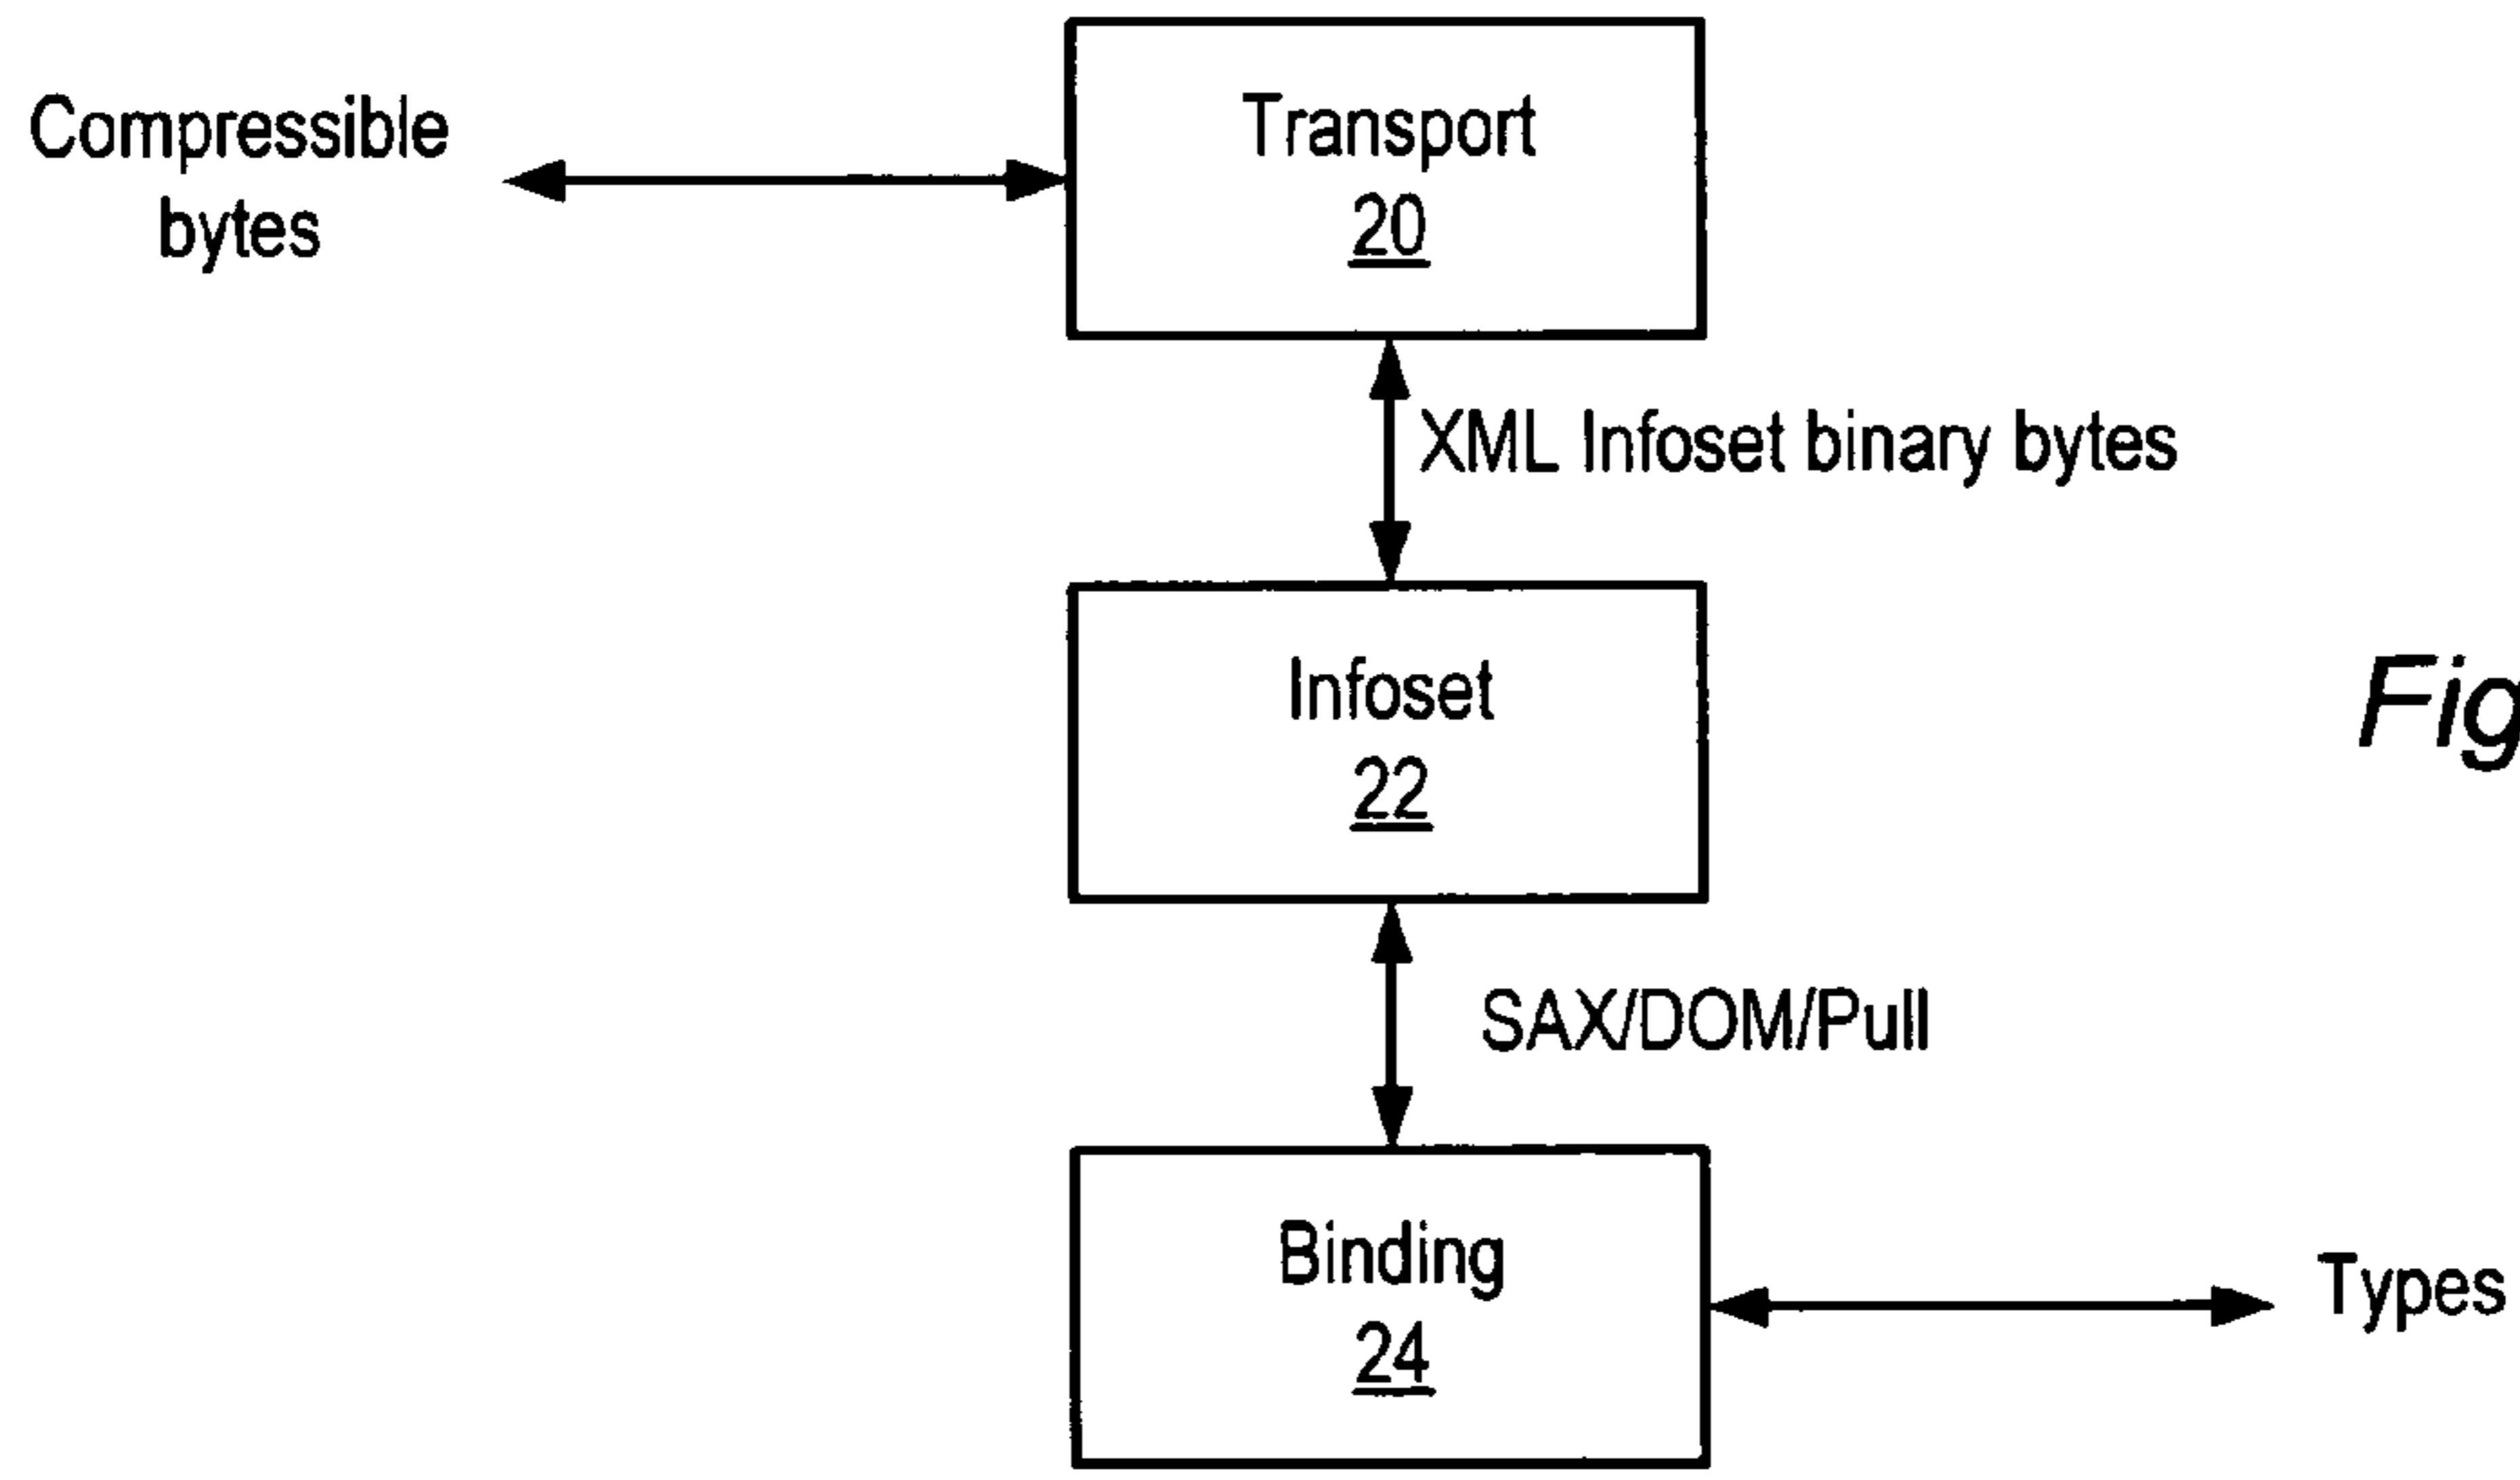 Compressible
bytes
Transport
20
XML Infoset binary bytes
Infoset
22
Fig
SAX/DOM/Pull
Binding
24
Types